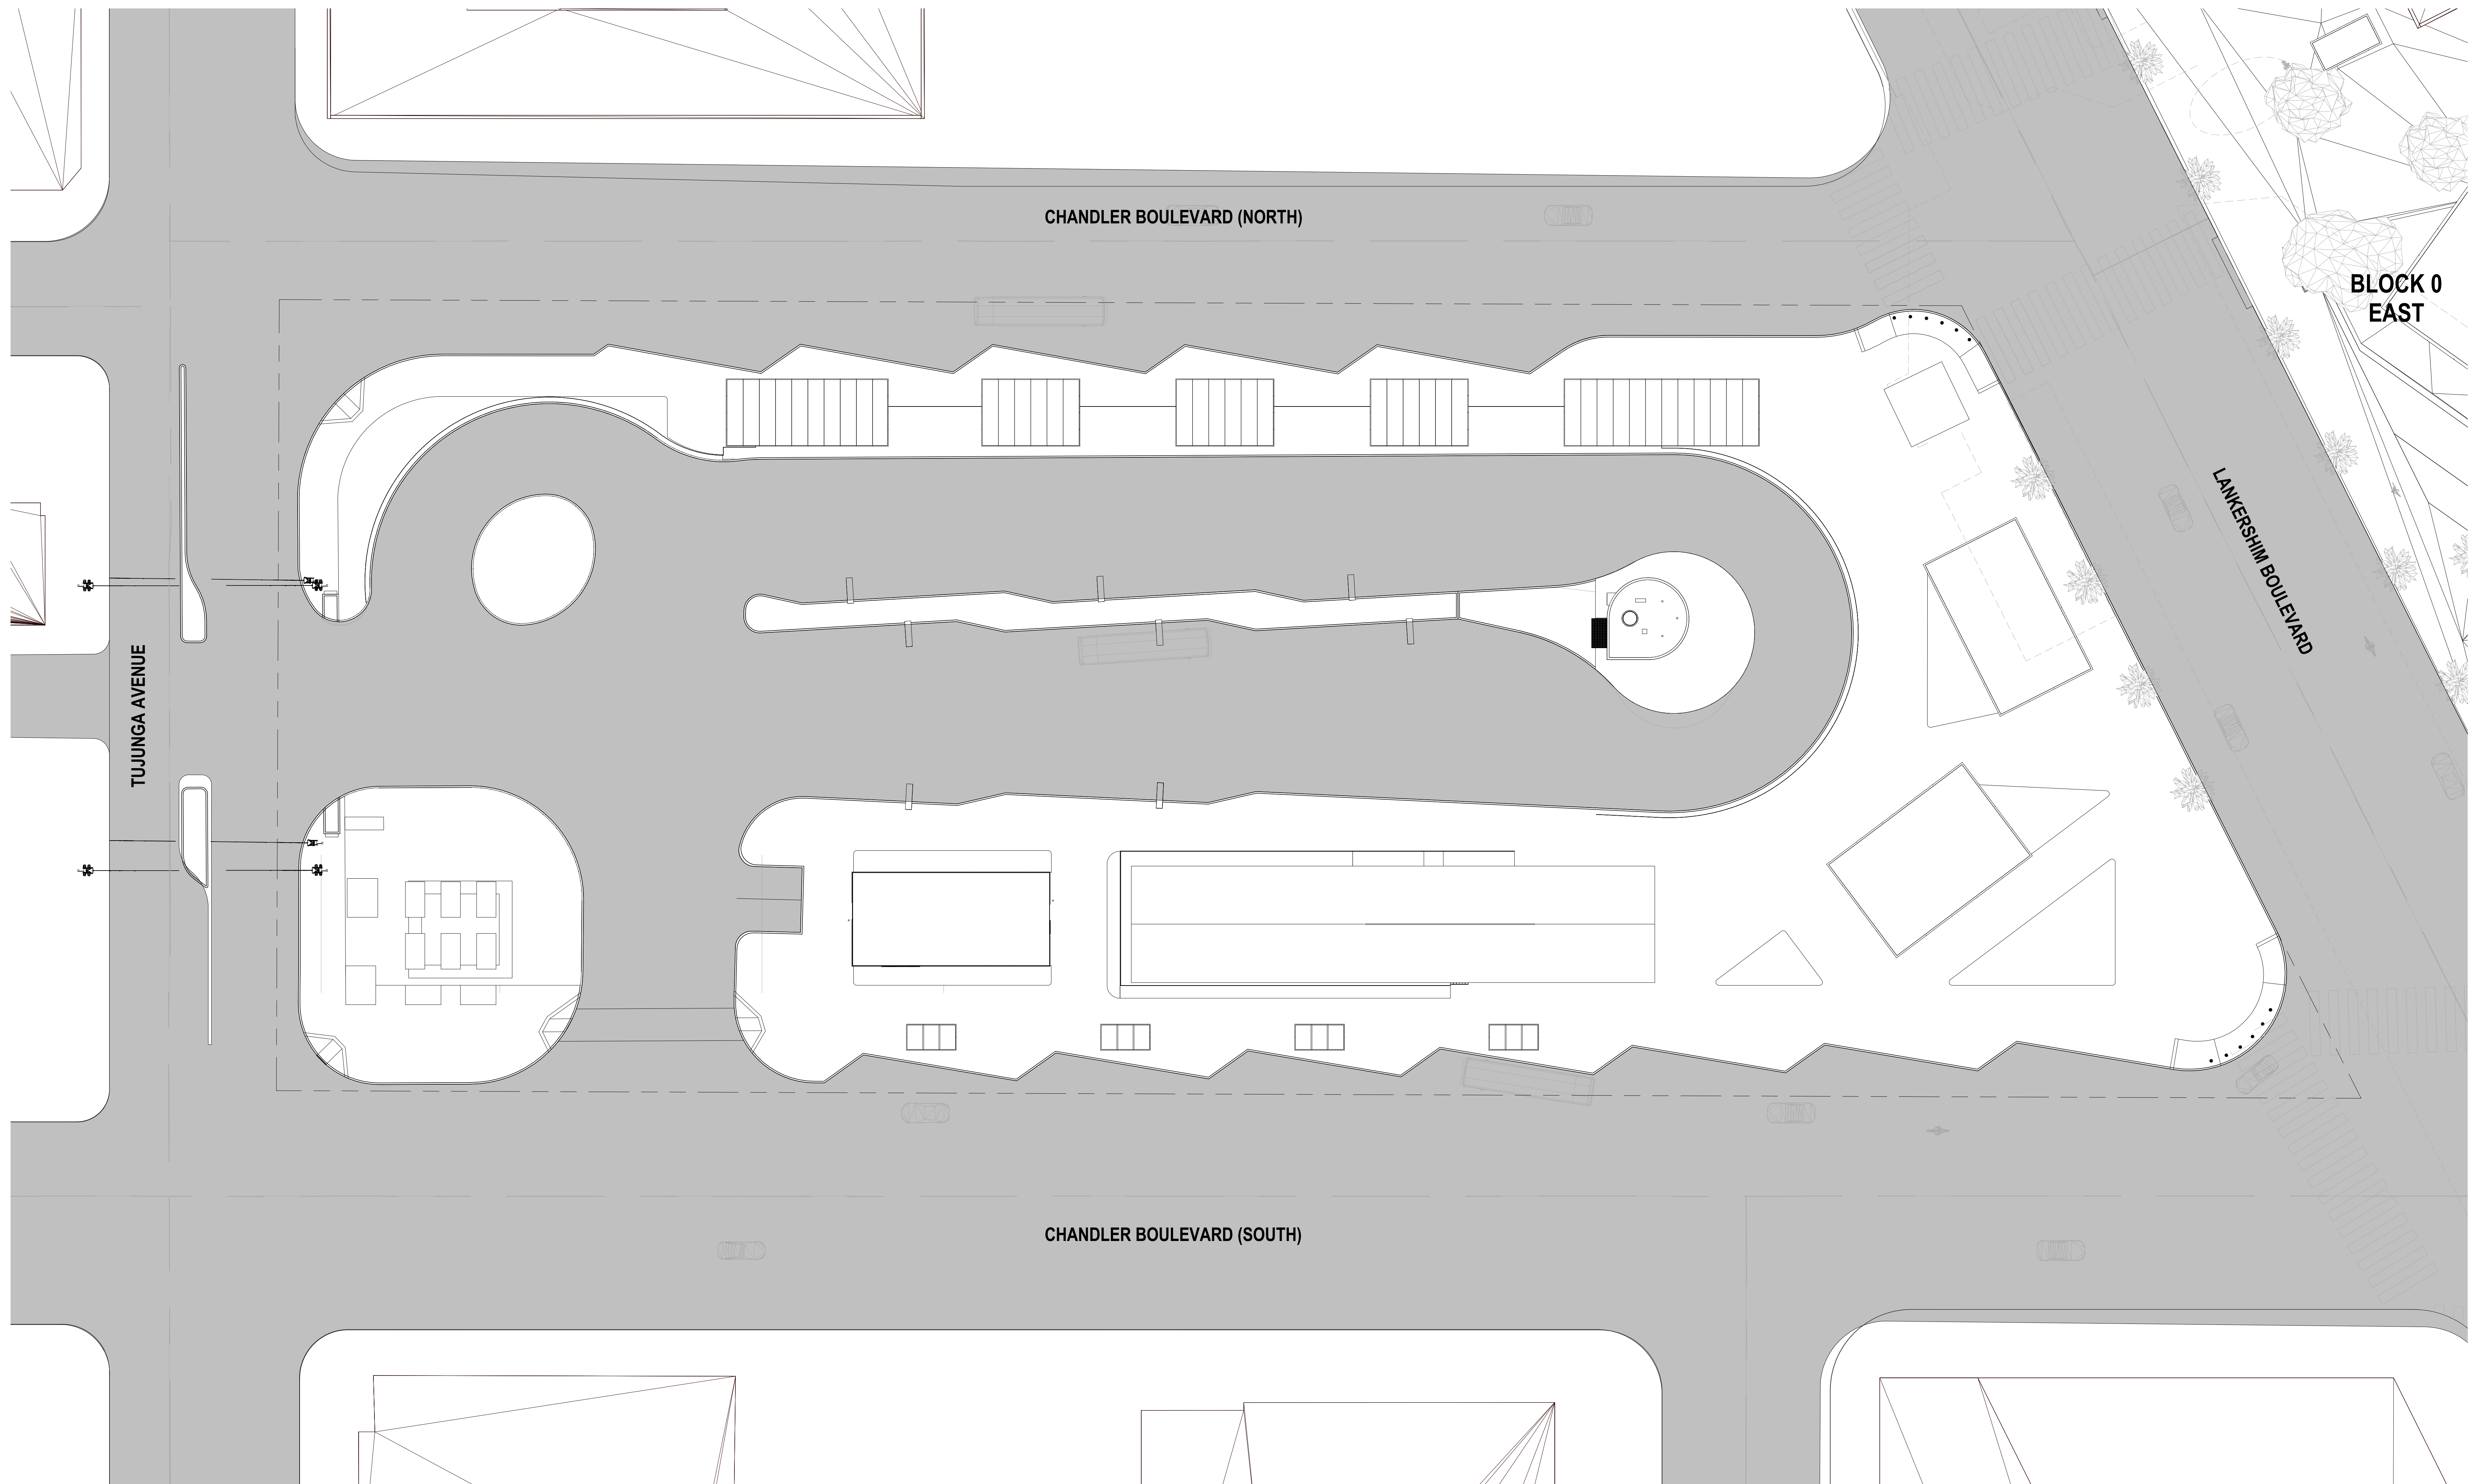 CHANDLER BOULEVARD (NORTH)
BLOCK 0
EAST
LANKERSHIM BOULEVARD
TUJUNGA AVENUE
CHANDLER BOULEVARD (SOUTH)